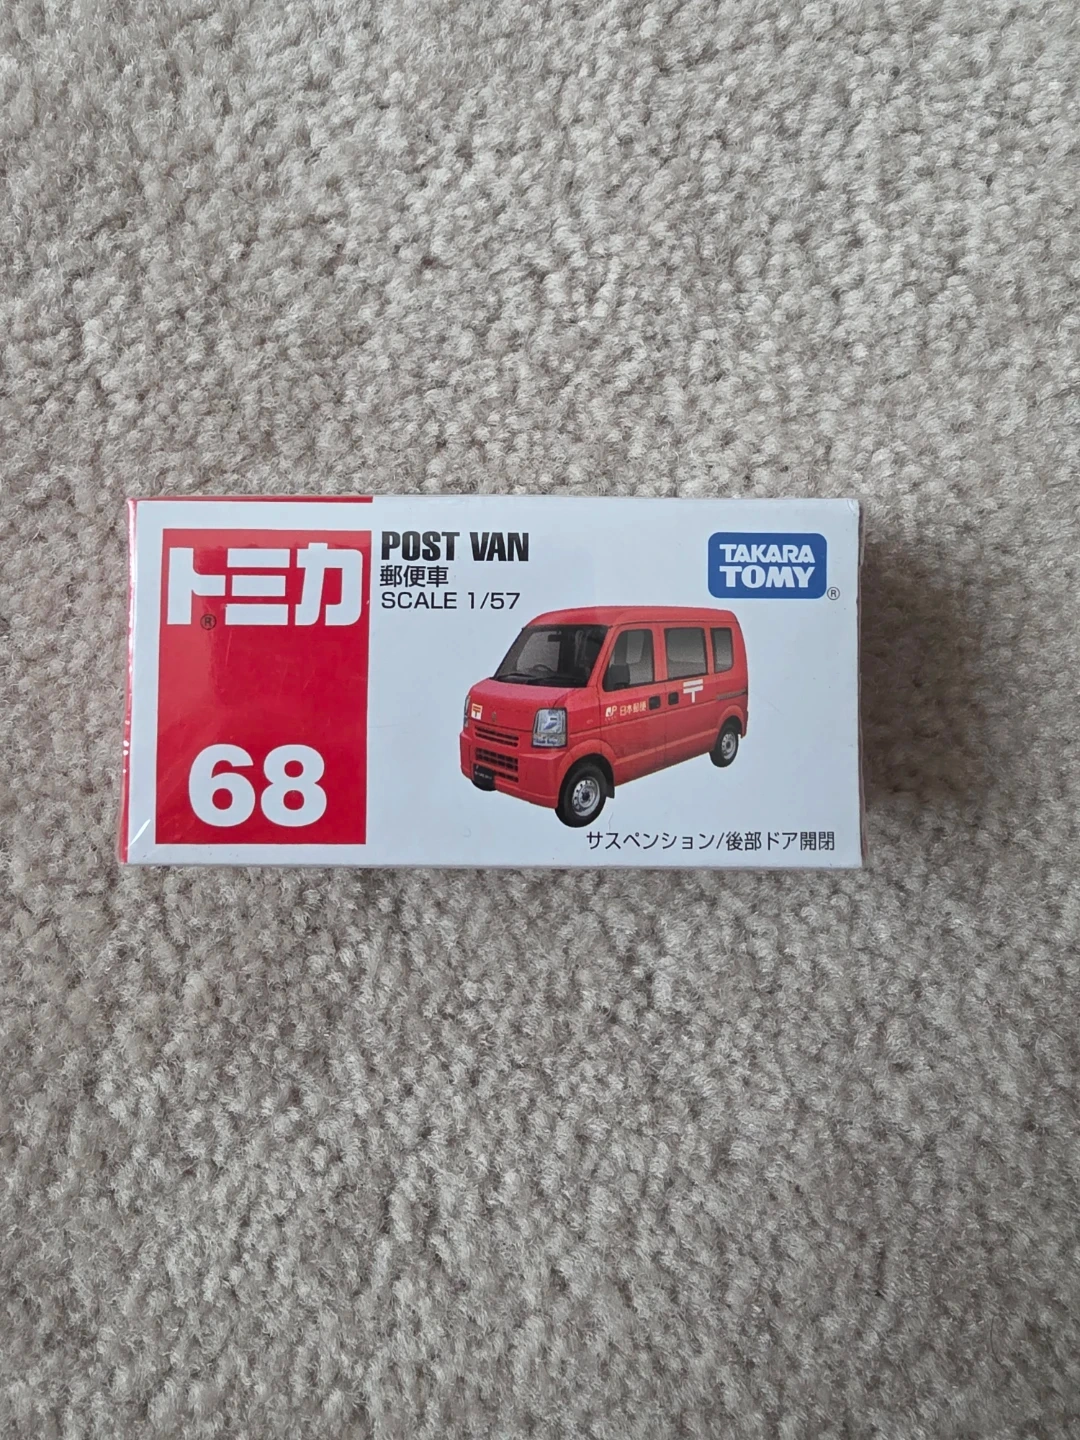 トミカ
®
68
POST VAN
郵便車
SCALE 1/57
TAKARA
TOMY
®
〒
JP 日本郵便
〒
サスペンション/後部ドア開閉